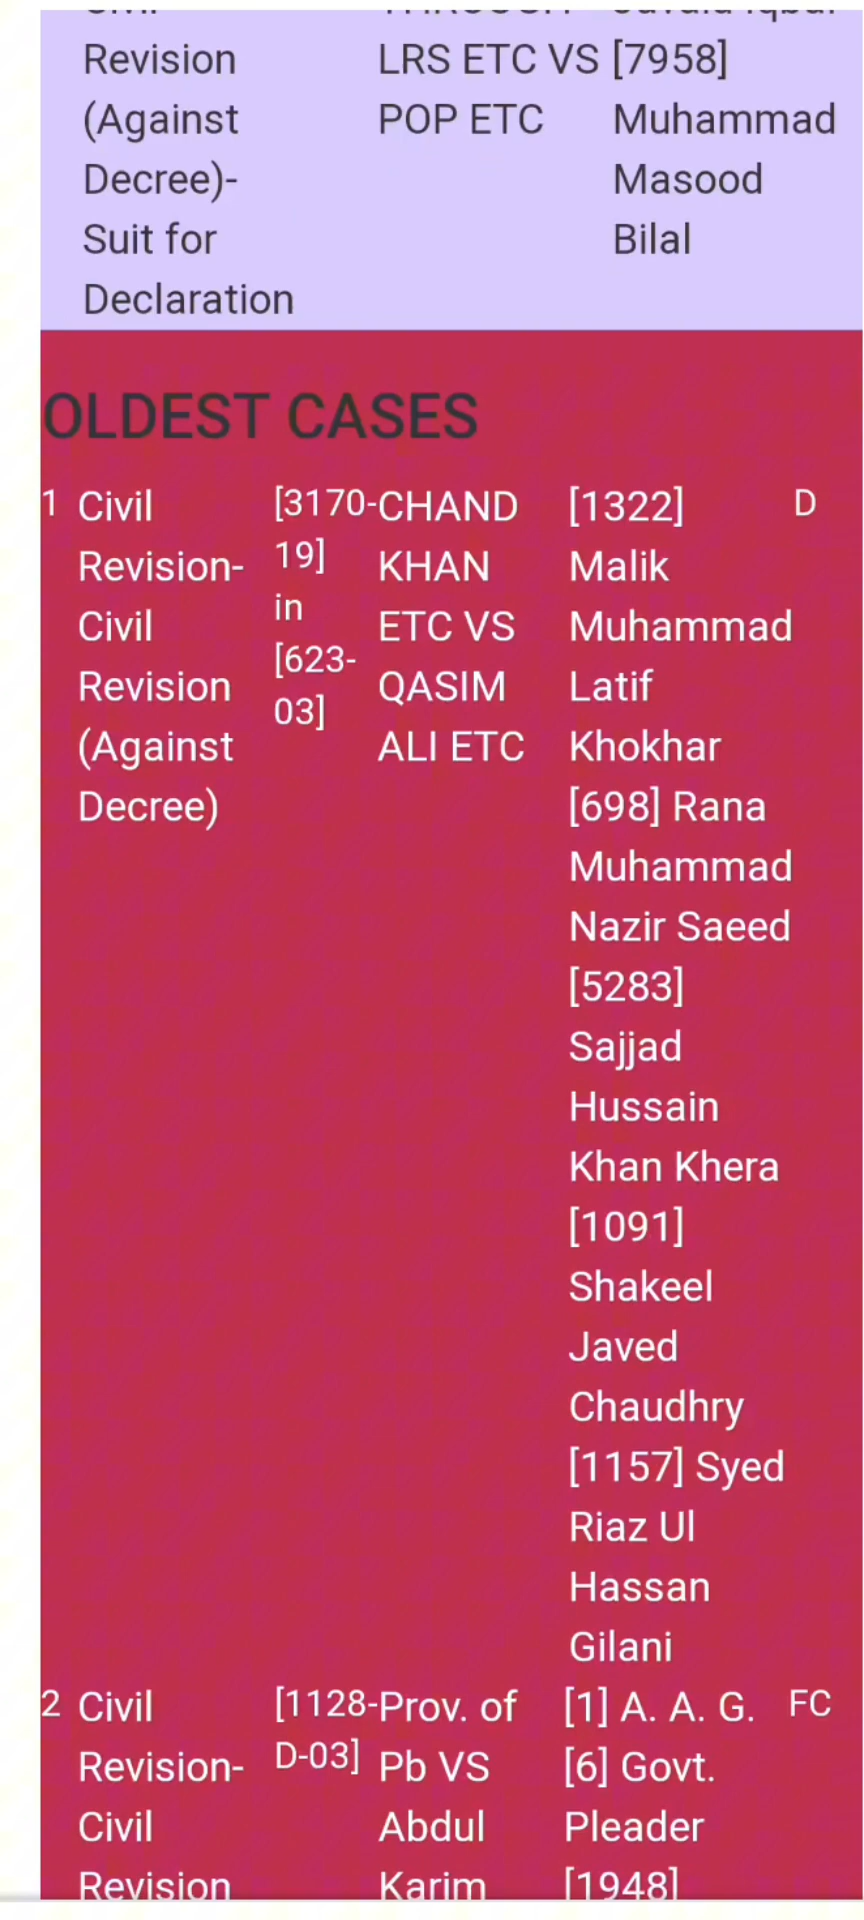 Revision LRS ETC VS [7958]
(Against POP ETC Muhammad
Decree)- Masood
Suit for Bilal
Declaration
OLDEST CASES
1 Civil [3170- CHAND [1322] D
Revision- 19] KHAN Malik
Civil in ETC VS Muhammad
Revision [623- QASIM Latif
(Against 03] ALI ETC Khokhar
Decree) [698] Rana
Muhammad
Nazir Saeed
[5283]
Sajjad
Hussain
Khan Khera
[1091]
Shakeel
Javed
Chaudhry
[1157] Syed
Riaz Ul
Hassan
Gilani
2 Civil [1128- Prov. of [1] A. A. G. FC
Revision- D-03] Pb VS [6] Govt.
Civil Abdul Pleader
Revision Karim [1948]